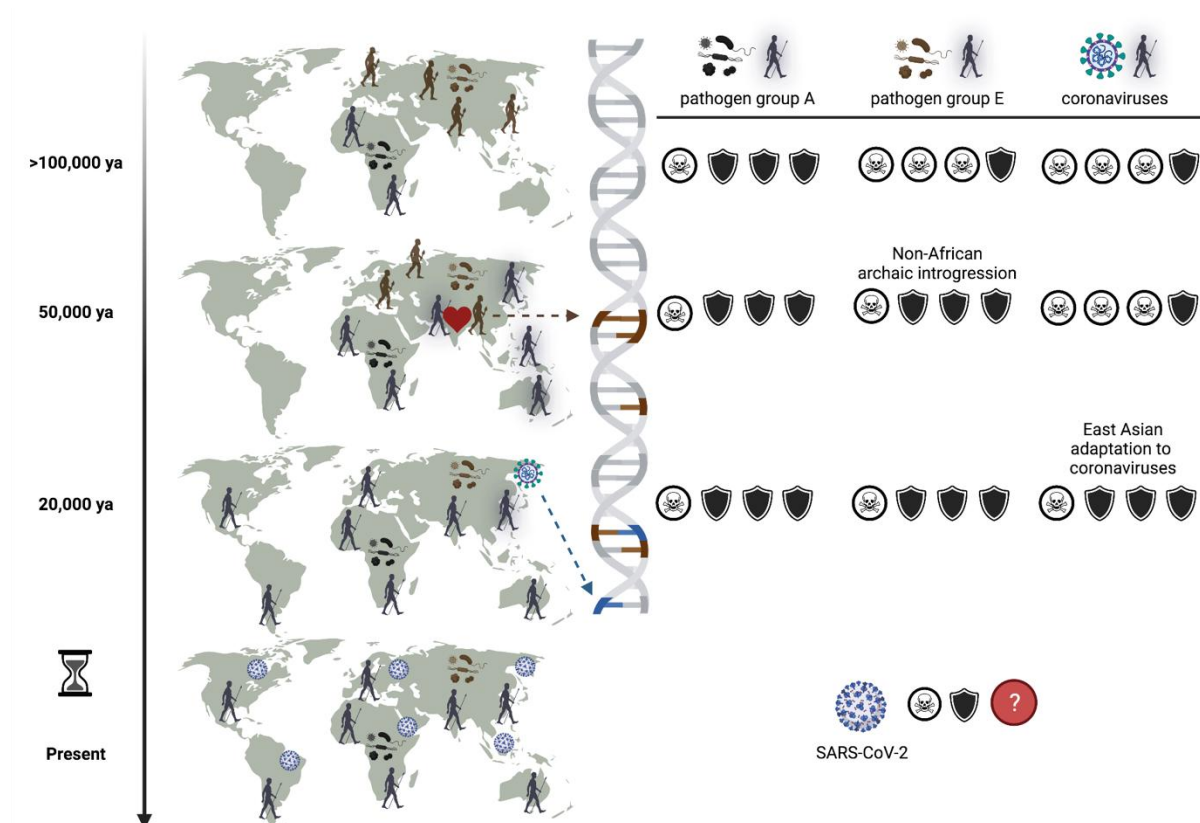 pathogen group A
pathogen group E
coronaviruses
>100,000 ya
Non-African
archaic introgression
50,000 ya
East Asian
adaptation to
coronaviruses
20,000 ya
?
Present
SARS-CoV-2